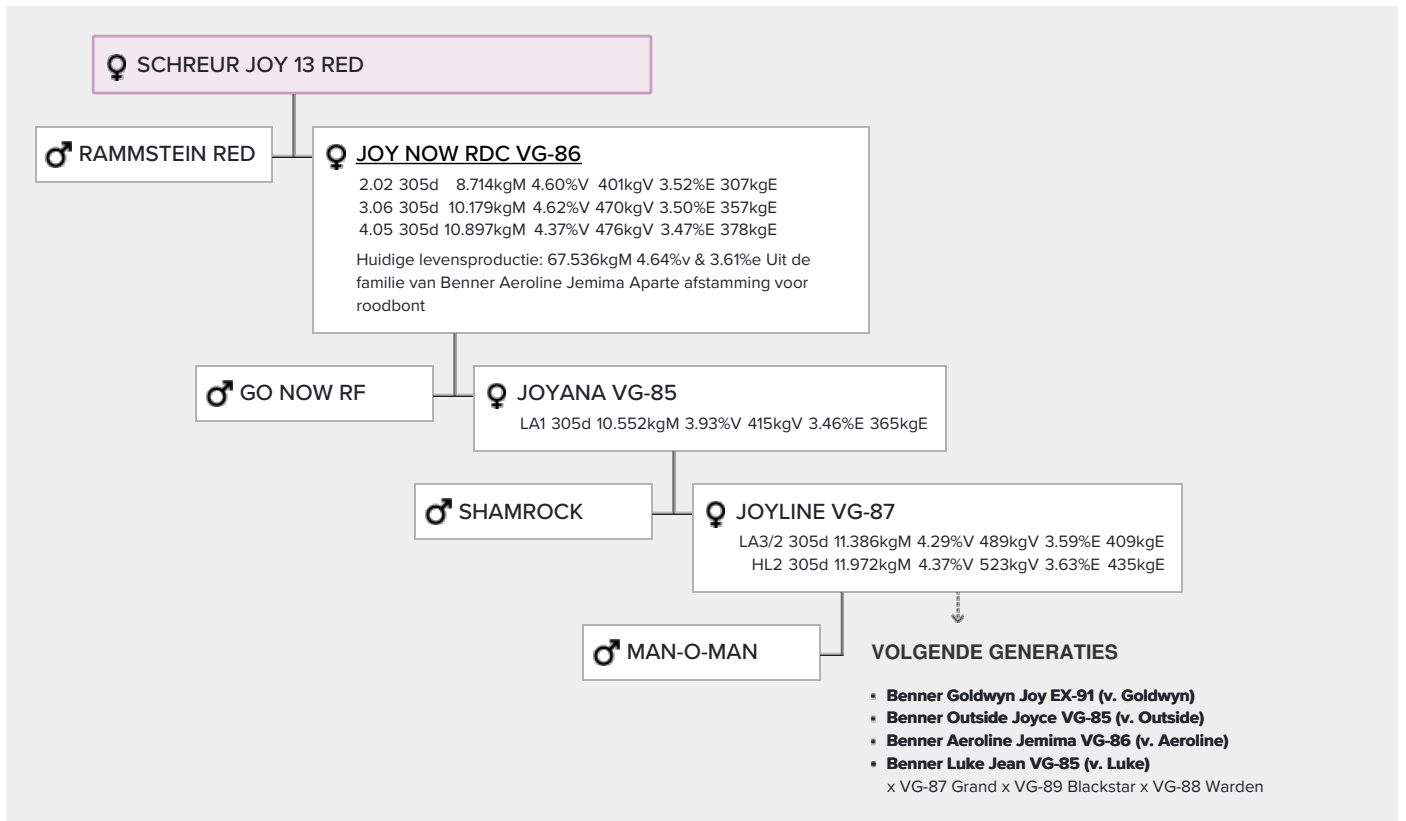 SCHREUR JOY 13 RED
RAMMSTEIN RED
JOY NOW RDC VG-86
2.02 305d 8.714kgM 4.60%V 401kgV 3.52%E 307kgE
3.06 305d 10.179kgM 4.62%V 470kgV 3.50%E 357kgE
4.05 305d 10.897kgM 4.37%V 476kgV 3.47%E 378kgE
Huidige levensproductie: 67.536kgM 4.64%v & 3.61%e Uit de
familie van Benner Aeroline Jemima Aparte afstamming voor
roodbont
GO NOW RF
JOYANA VG-85
LA1 305d 10.552kgM 3.93%V 415kgV 3.46%E 365kgE
SHAMROCK
JOYLINE VG-87
LA3/2 305d 11.386kgM 4.29%V 489kgV 3.59%E 409kgE
HL2 305d 11.972kgM 4.37%V 523kgV 3.63%E 435kgE
MAN-O-MAN
VOLGENDE GENERATIES
▪ Benner Goldwyn Joy EX-91 (v. Goldwyn)
▪ Benner Outside Joyce VG-85 (v. Outside)
▪ Benner Aeroline Jemima VG-86 (v. Aeroline)
▪ Benner Luke Jean VG-85 (v. Luke)
x VG-87 Grand x VG-89 Blackstar x VG-88 Warden